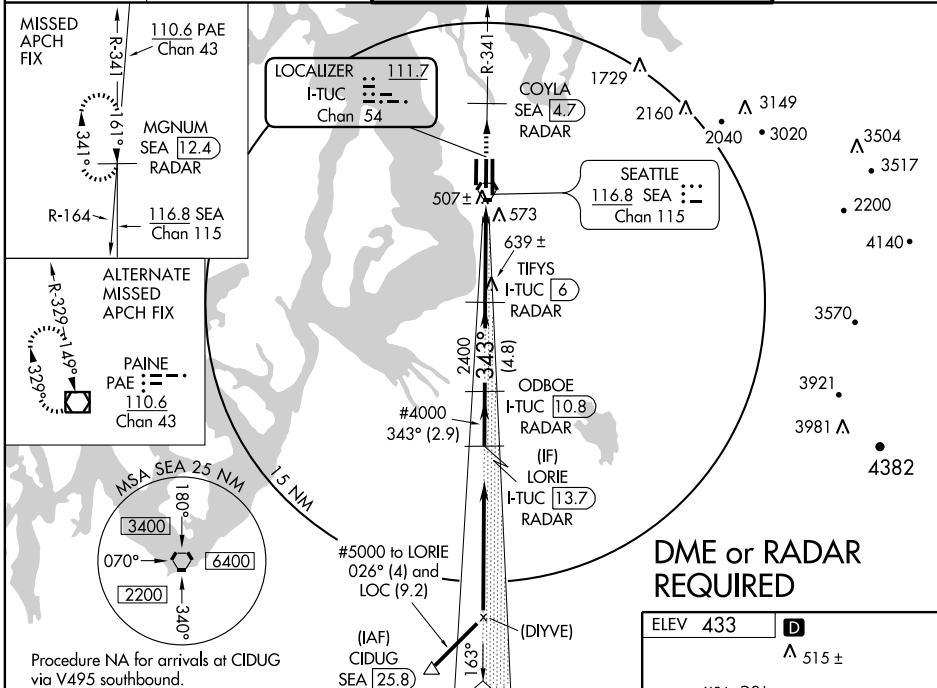 MISSED
APCH
FIX
R-341
110.6 PAE
Chan 43
341°
161°
MGNUM
SEA 12.4
RADAR
R-164
116.8 SEA
Chan 115
ALTERNATE
MISSED
APCH FIX
R-329
149°
329°
PAINE
PAE
110.6
Chan 43
MSA SEA 25 NM
180°
3400
070°
6400
2200
340°
Procedure NA for arrivals at CIDUG
via V495 southbound.
LOCALIZER 111.7
I-TUC
Chan 54
R-341
COYLA
SEA 4.7
RADAR
1729
2160
2040
3149
3020
3504
3517
2200
4140
3570
3921
3981
4382
SEATTLE
116.8 SEA
Chan 115
507 ±
573
639 ±
TIFYS
I-TUC 6
RADAR
2400
343°
(4.8)
ODBOE
I-TUC 10.8
RADAR
#4000
343° (2.9)
(IF)
LORIE
I-TUC 13.7
RADAR
15 NM
#5000 to LORIE
026° (4) and
LOC (9.2)
(DIYVE)
(IAF)
CIDUG
SEA 25.8
163°
DME or RADAR
REQUIRED
ELEV 433
D
515 ±